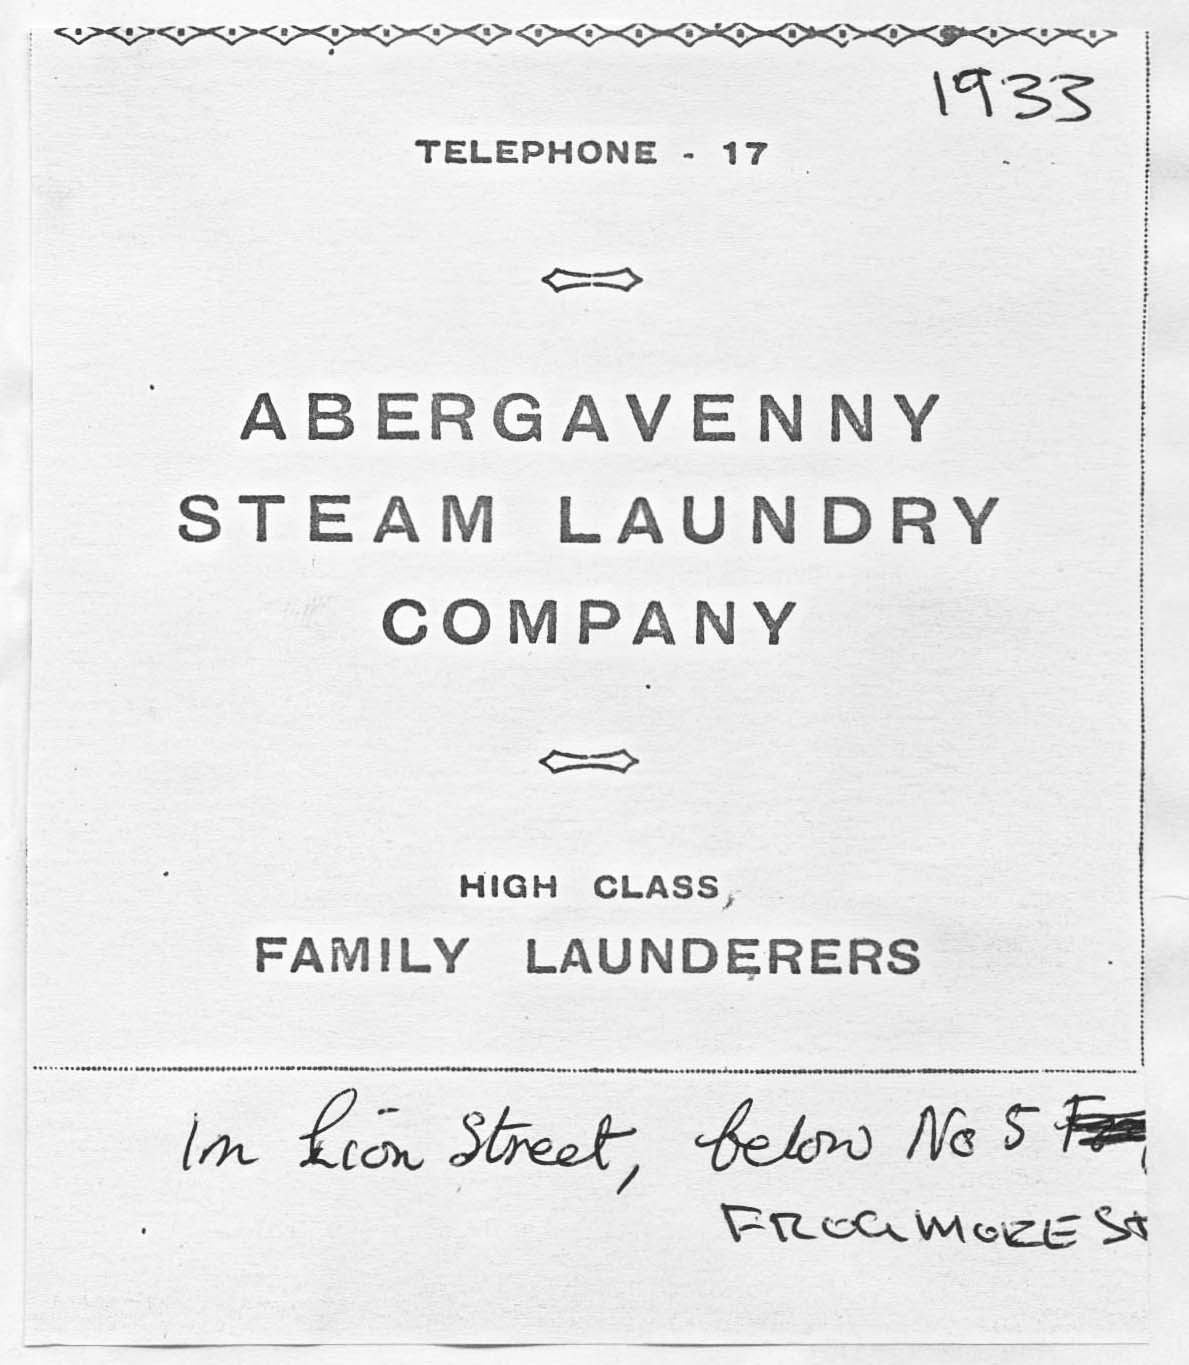 1933
TELEPHONE - 17
ABERGAVENNY
STEAM LAUNDRY
COMPANY
HIGH CLASS,
FAMILY LAUNDERERS
In Lion Street, below No 5
FROGMORE St